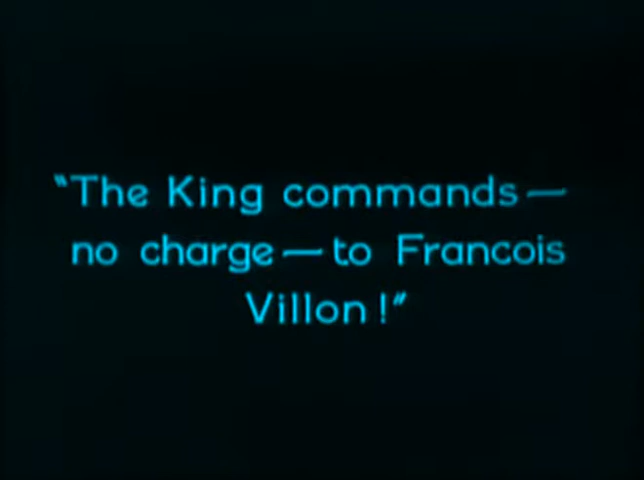 "The King commands—
no charge—to Francois
Villon!"